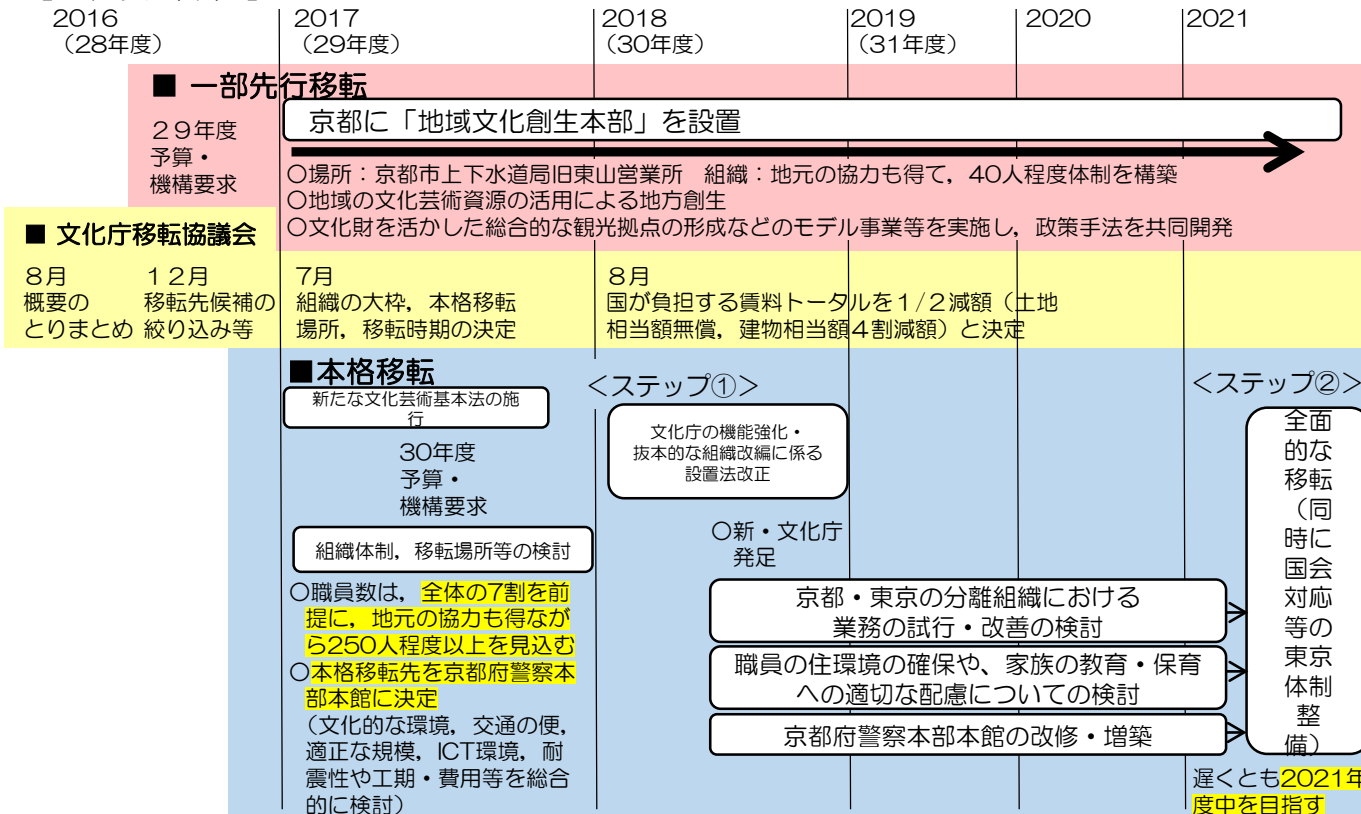 2016
（28年度）
2017
（29年度）
2018
（30年度）
2019
（31年度）
2020
2021
■ 一部先行移転
２９年度
予算・
機構要求
京都に「地域文化創生本部」を設置
○場所：京都市上下水道局旧東山営業所　組織：地元の協力も得て，40人程度体制を構築
○地域の文化芸術資源の活用による地方創生
○文化財を活かした総合的な観光拠点の形成などのモデル事業等を実施し，政策手法を共同開発
■ 文化庁移転協議会
８月
概要の
とりまとめ
１２月
移転先候補の
絞り込み等
７月
組織の大枠，本格移転
場所，移転時期の決定
８月
国が負担する賃料トータルを１/２減額（土地
相当額無償，建物相当額４割減額）と決定
■本格移転
新たな文化芸術基本法の施
行
30年度
予算・
機構要求
組織体制，移転場所等の検討
○職員数は，全体の7割を前
提に，地元の協力も得なが
ら250人程度以上を見込む
○本格移転先を京都府警察本
部本館に決定
（文化的な環境，交通の便，
適正な規模，ICT環境，耐
震性や工期・費用等を総合
的に検討）
＜ステップ①＞
文化庁の機能強化・
抜本的な組織改編に係る
設置法改正
○新・文化庁
発足
京都・東京の分離組織における
業務の試行・改善の検討
職員の住環境の確保や、家族の教育・保育
への適切な配慮についての検討
京都府警察本部本館の改修・増築
＜ステップ②＞
全面
的な
移転
（同
時に
国会
対応
等の
東京
体制
整
備）
遅くとも2021年
度中を目指す